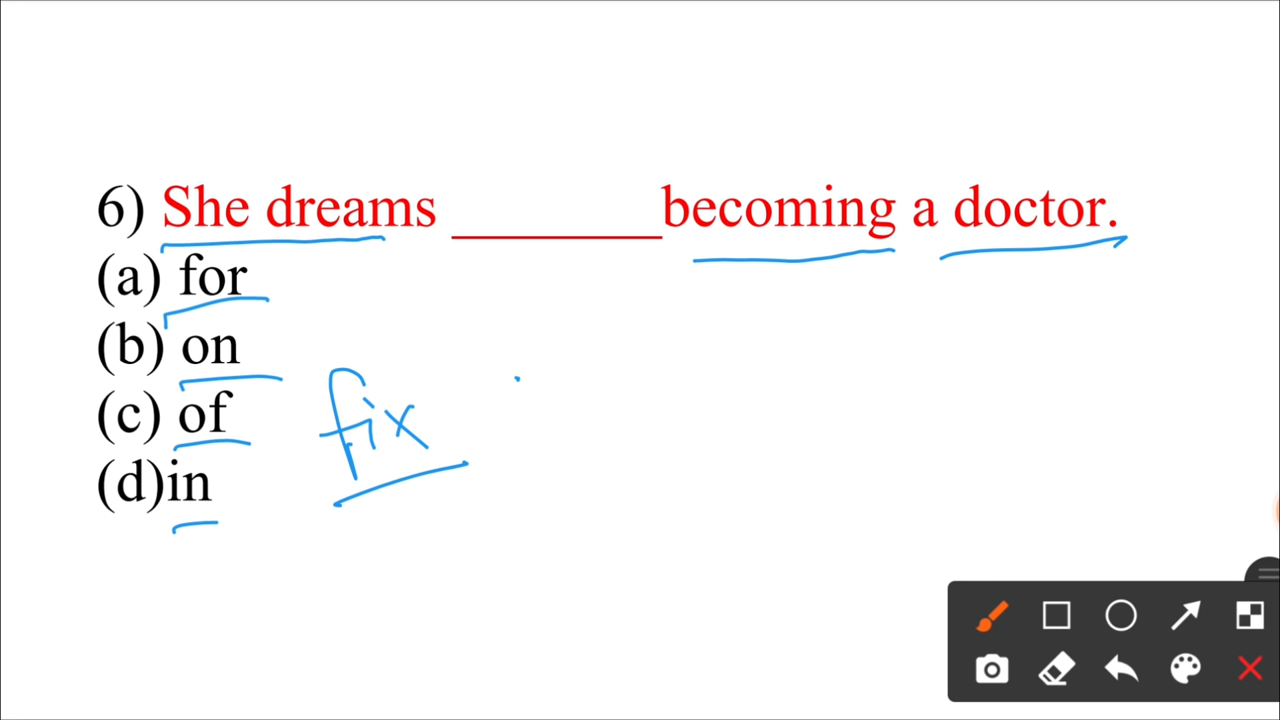 6) She dreams ________ becoming a doctor.
(a) for
(b) on
(c) of
fix
(d)in